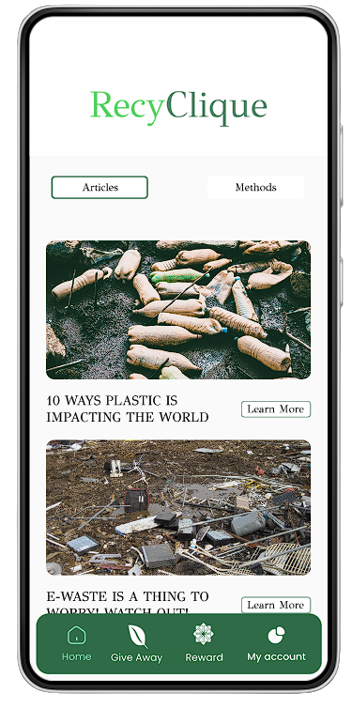 RecyClique
Articles
Methods
10 WAYS PLASTIC IS
IMPACTING THE WORLD
Learn More
E-WASTE IS A THING TO
WORRY! WATCH OUT!
Learn More
Home
Give Away
Reward
My account